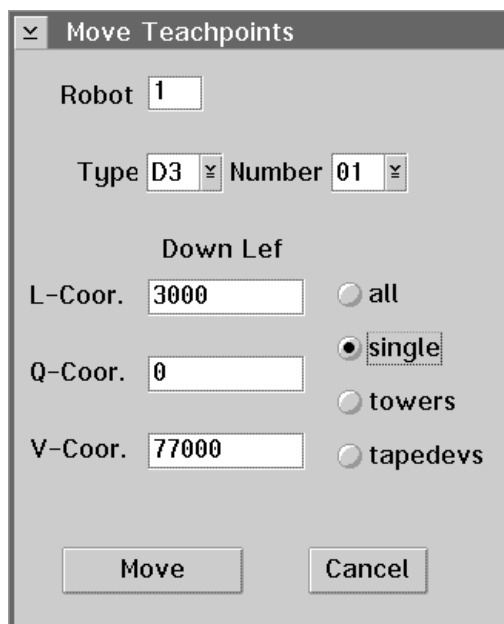 Move Teachpoints
Robot 1
Type D3 Number 01
Down Lef
L-Coor. 3000
all
single
Q-Coor. 0
towers
V-Coor. 77000
tapedevs
Move Cancel